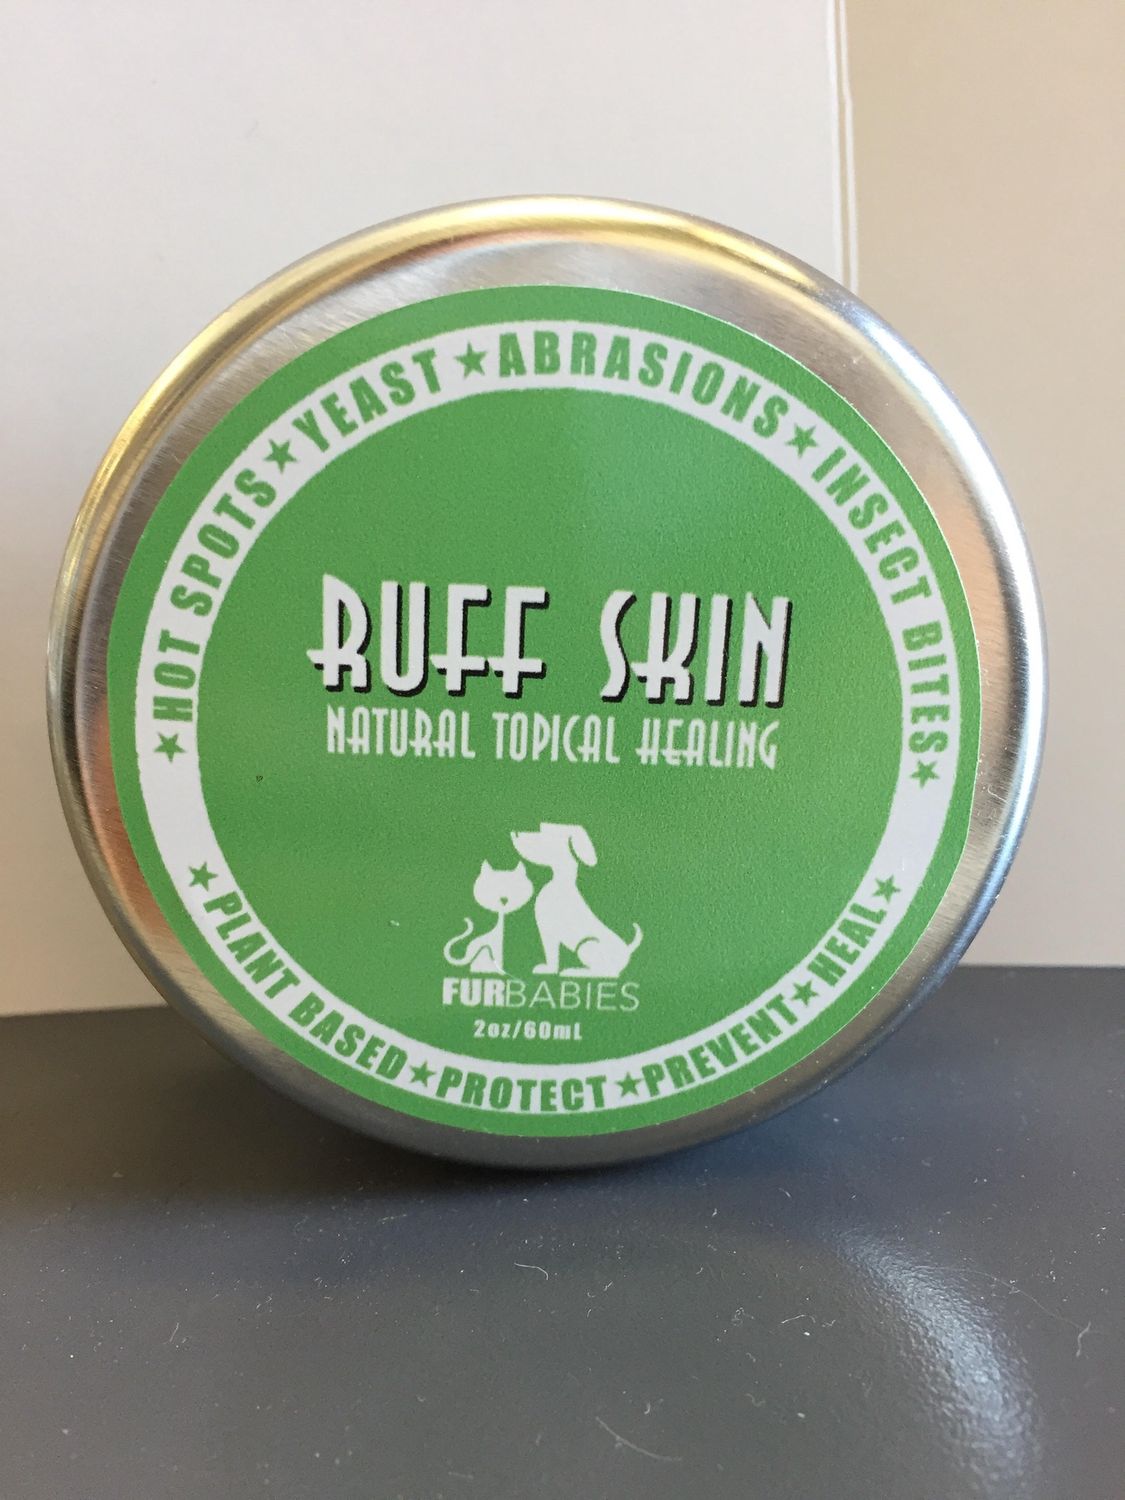 ★ HOT SPOTS ★ YEAST ★ ABRASIONS ★ INSECT BITES ★
RUFF SKIN
NATURAL TOPICAL HEALING
FURBABIES
2oz/60mL
★ PLANT BASED ★ PROTECT ★ PREVENT ★ HEAL ★